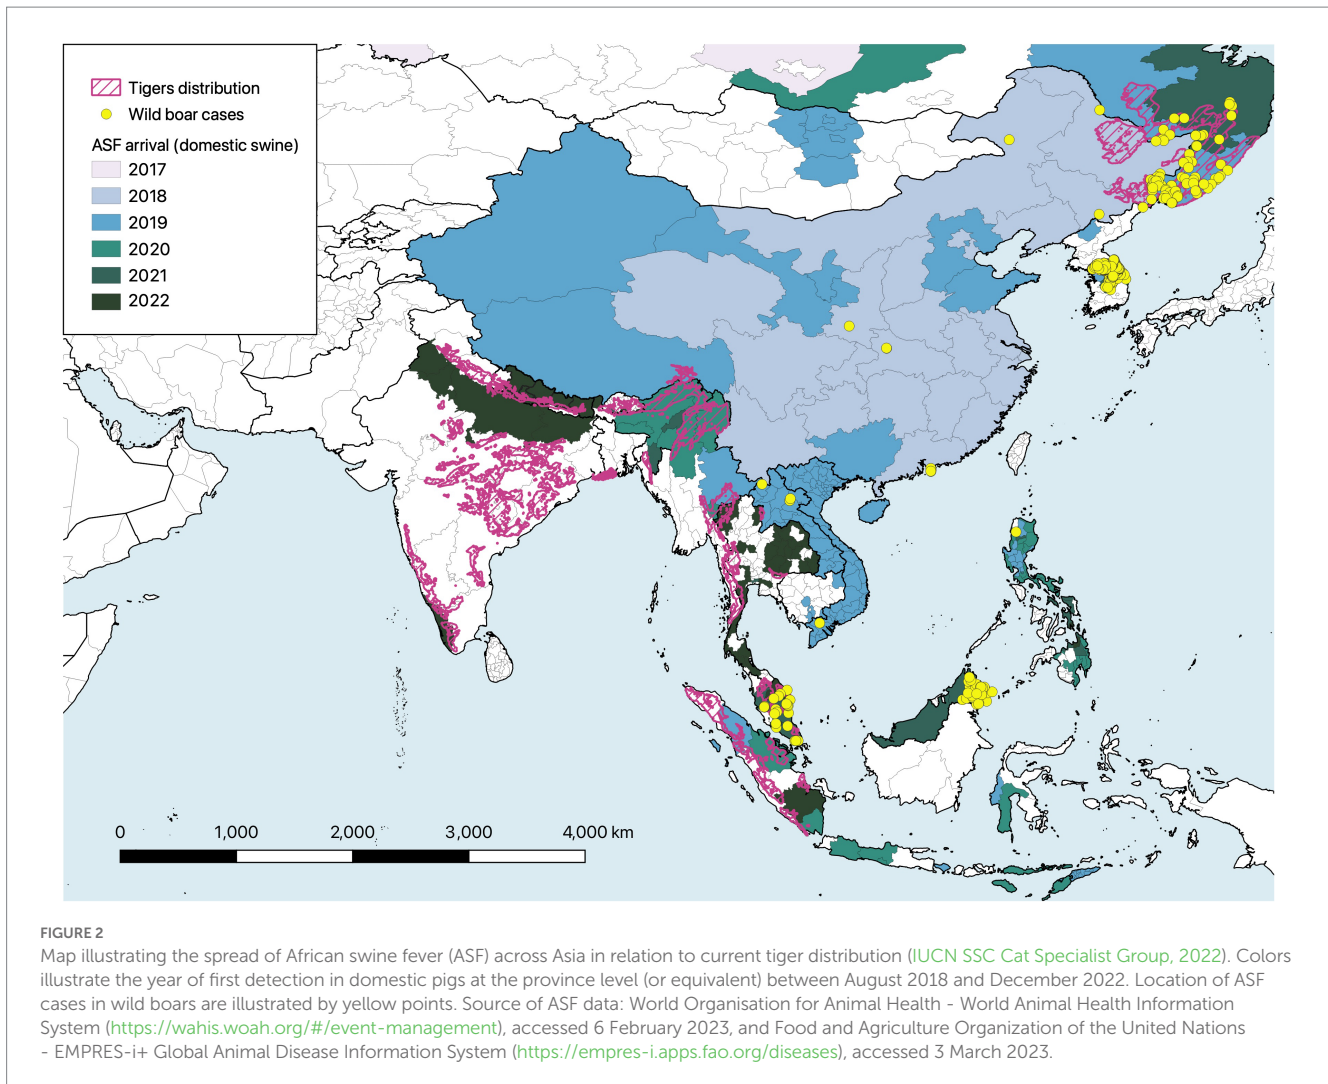 Tigers distribution
Wild boar cases
ASF arrival (domestic swine)
2017
2018
2019
2020
2021
2022
0 1,000 2,000 3,000 4,000 km
FIGURE 2
Map illustrating the spread of African swine fever (ASF) across Asia in relation to current tiger distribution (IUCN SSC Cat Specialist Group, 2022). Colors
illustrate the year of first detection in domestic pigs at the province level (or equivalent) between August 2018 and December 2022. Location of ASF
cases in wild boars are illustrated by yellow points. Source of ASF data: World Organisation for Animal Health - World Animal Health Information
System (https://wahis.woah.org/#/event-management), accessed 6 February 2023, and Food and Agriculture Organization of the United Nations
- EMPRES-i+ Global Animal Disease Information System (https://empres-i.apps.fao.org/diseases), accessed 3 March 2023.